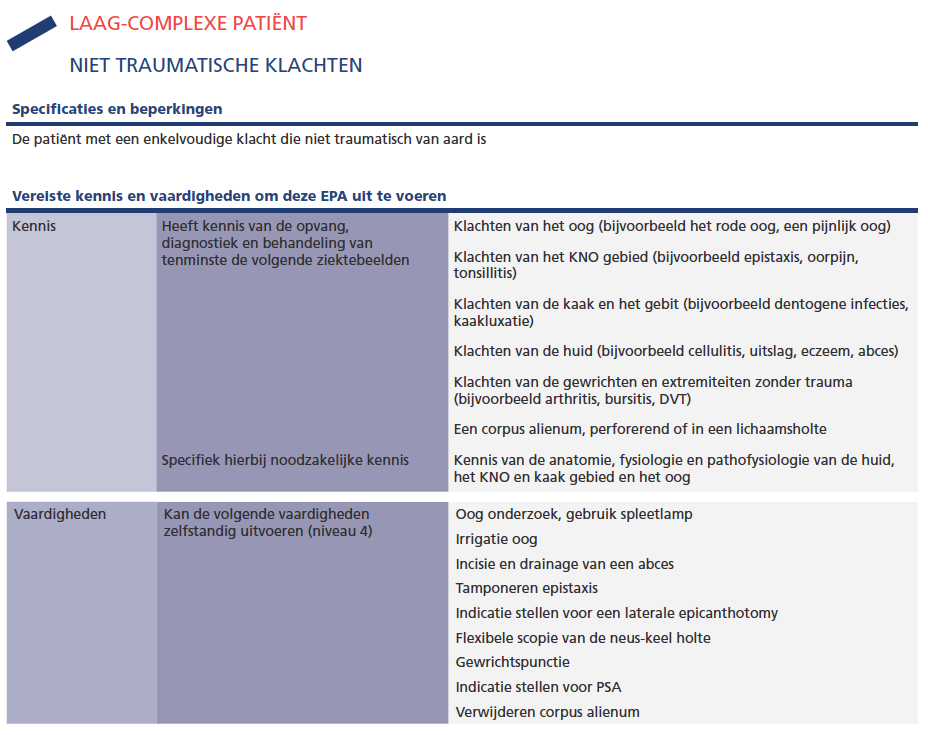 LAAG-COMPLEXE PATIËNT
NIET TRAUMATISCHE KLACHTEN
Specificaties en beperkingen
De patiënt met een enkelvoudige klacht die niet traumatisch van aard is
Vereiste kennis en vaardigheden om deze EPA uit te voeren
Kennis
Heeft kennis van de opvang,
diagnostiek en behandeling van
tenminste de volgende ziektebeelden
Klachten van het oog (bijvoorbeeld het rode oog, een pijnlijk oog)
Klachten van het KNO gebied (bijvoorbeeld epistaxis, oorpijn,
tonsillitis)
Klachten van de kaak en het gebit (bijvoorbeeld dentogene infecties,
kaakluxatie)
Klachten van de huid (bijvoorbeeld cellulitis, uitslag, eczeem, abces)
Klachten van de gewrichten en extremiteiten zonder trauma
(bijvoorbeeld arthritis, bursitis, DVT)
Een corpus alienum, perforerend of in een lichaamsholte
Specifiek hierbij noodzakelijke kennis
Kennis van de anatomie, fysiologie en pathofysiologie van de huid,
het KNO en kaak gebied en het oog
Vaardigheden
Kan de volgende vaardigheden
zelfstandig uitvoeren (niveau 4)
Oog onderzoek, gebruik spleetlamp
Irrigatie oog
Incisie en drainage van een abces
Tamponeren epistaxis
Indicatie stellen voor een laterale epicanthotomy
Flexibele scopie van de neus-keel holte
Gewrichtspunctie
Indicatie stellen voor PSA
Verwijderen corpus alienum